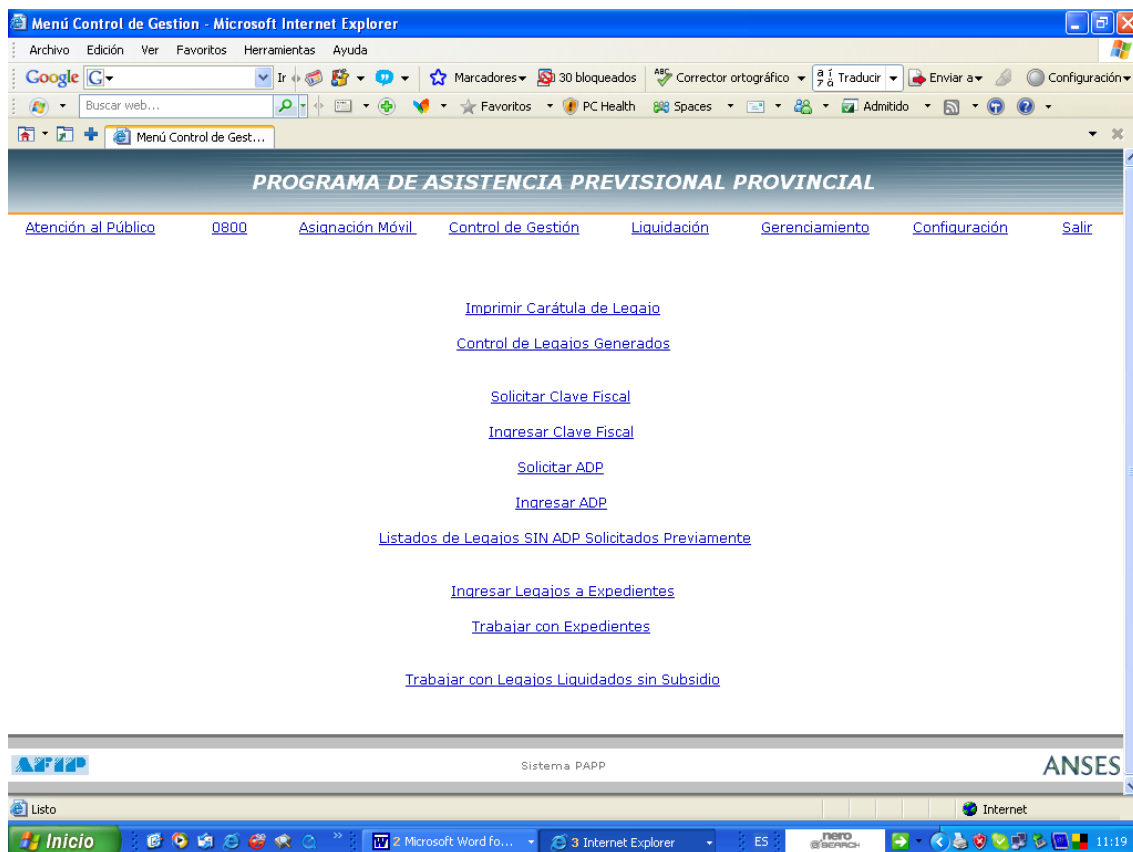 Menú Control de Gestion - Microsoft Internet Explorer
Archivo Edición Ver Favoritos Herramientas Ayuda
Google G Ir Marcadores 30 bloqueados ABC Corrector ortográfico Traducir Enviar a Configuración
Buscar web... Favoritos PC Health Spaces Admitido
Menú Control de Gest...
PROGRAMA DE ASISTENCIA PREVISIONAL PROVINCIAL
Atención al Público 0800 Asignación Móvil Control de Gestión Liquidación Gerenciamiento Configuración Salir
Imprimir Carátula de Legajo
Control de Legajos Generados
Solicitar Clave Fiscal
Ingresar Clave Fiscal
Solicitar ADP
Ingresar ADP
Listados de Legajos SIN ADP Solicitados Previamente
Ingresar Legajos a Expedientes
Trabajar con Expedientes
Trabajar con Legajos Liquidados sin Subsidio
AFIP Sistema PAPP ANSES
Listo Internet
Inicio 2 Microsoft Word fo... 3 Internet Explorer ES nero SEARCH 11:19